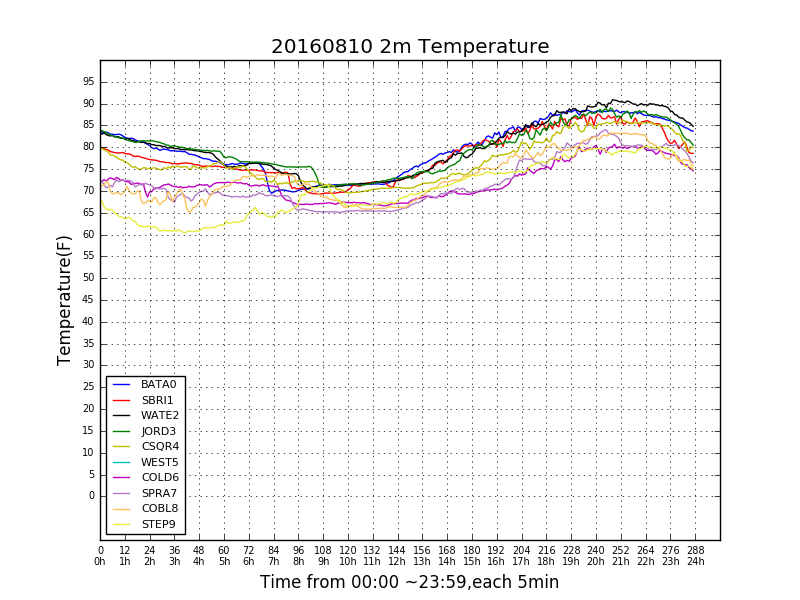 20160810 2m Temperature
95
90
85
80
75
70
65
60
55
50
45
40
35
30
25
20
15
10
5
0
Temperature(F)
BATA0
SBRI1
WATE2
JORD3
CSQR4
WEST5
COLD6
SPRA7
COBL8
STEP9
0 12 24 36 48 60 72 84 96 108 120 132 144 156 168 180 192 204 216 228 240 252 264 276 288
0h 1h 2h 3h 4h 5h 6h 7h 8h 9h 10h 11h 12h 13h 14h 15h 16h 17h 18h 19h 20h 21h 22h 23h 24h
Time from 00:00 ~23:59,each 5min